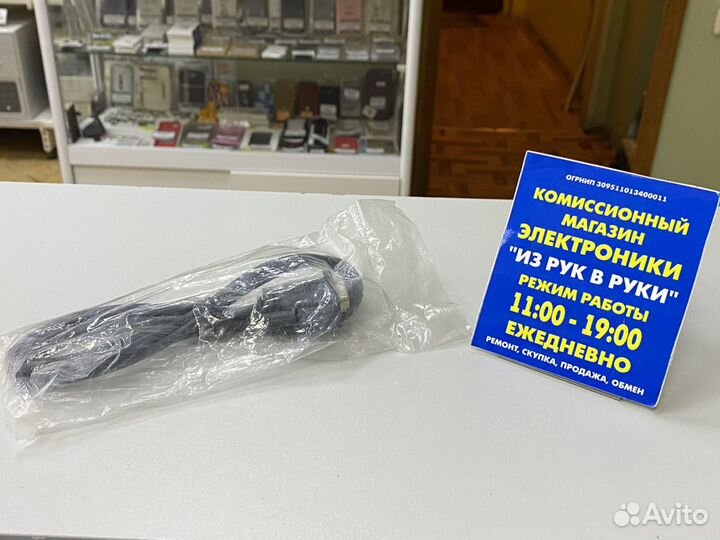 ОГРНИП 309511013400011
КОМИССИОННЫЙ
МАГАЗИН
ЭЛЕКТРОНИКИ
"ИЗ РУК В РУКИ"
РЕЖИМ РАБОТЫ
11:00 - 19:00
ЕЖЕДНЕВНО
РЕМОНТ, СКУПКА, ПРОДАЖА, ОБМЕН
Avito